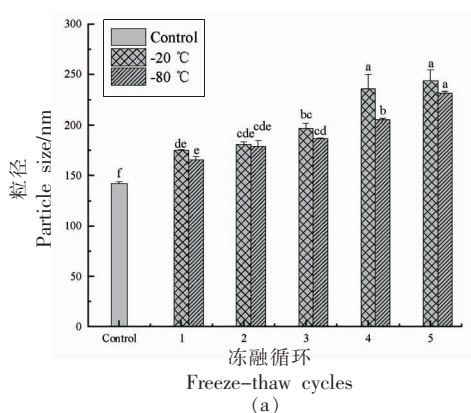 300
250
200
150
100
50
0
粒径
Particle size/nm
Control
-20 ℃
-80 ℃
f
de
e
cde
cde
bc
cd
a
b
a
a
Control 1 2 3 4 5
冻融循环
Freeze-thaw cycles
(a)